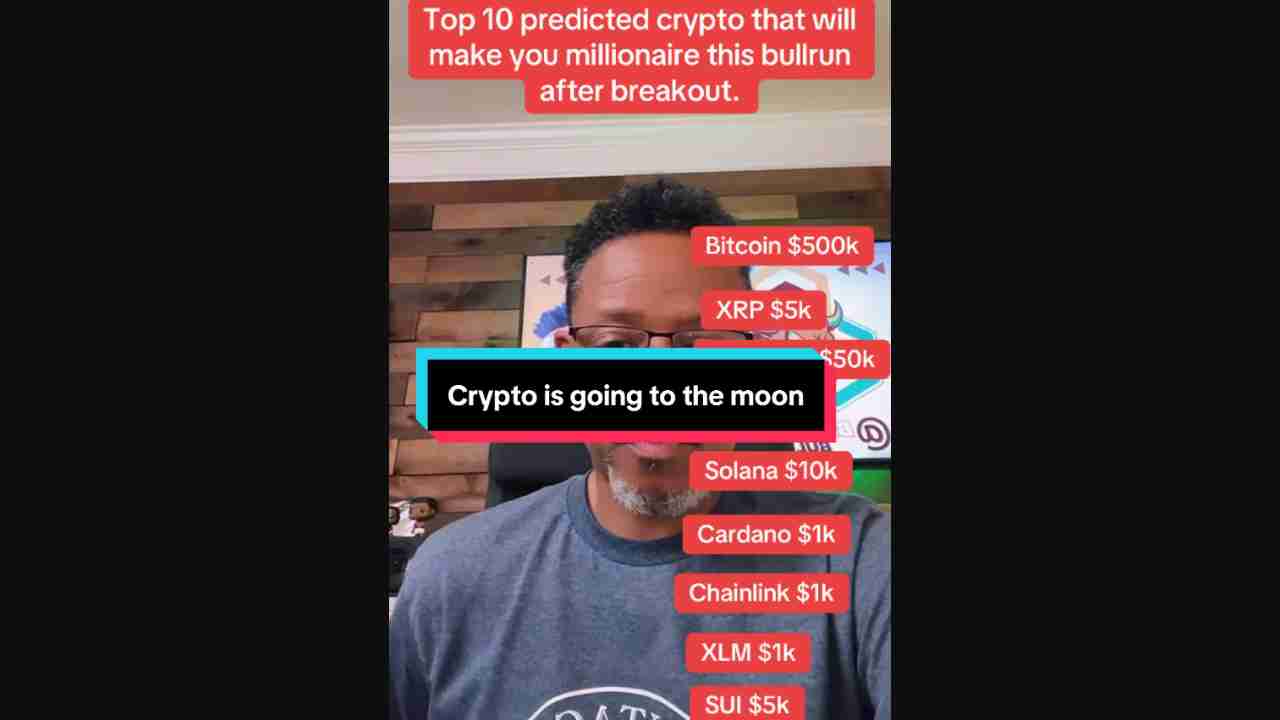 Top 10 predicted crypto that will
make you millionaire this bullrun
after breakout.
Bitcoin $500k
XRP $5k
$50k
Crypto is going to the moon
Solana $10k
Cardano $1k
Chainlink $1k
XLM $1k
SUI $5k